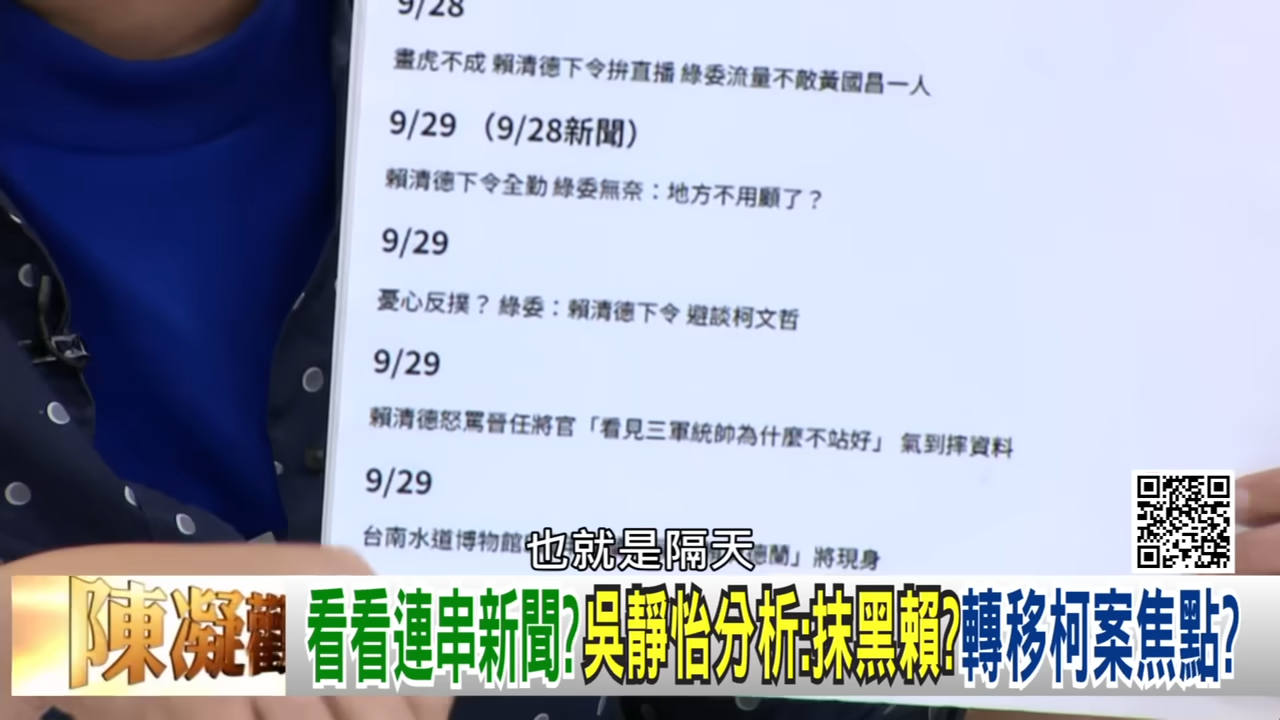 9/28
畫虎不成 賴清德下令拚直播 綠委流量不敵黃國昌一人
9/29 （9/28新聞）
賴清德下令全勤 綠委無奈：地方不用顧了？
9/29
憂心反撲？ 綠委：賴清德下令 避談柯文哲
9/29
賴清德怒罵晉任將官「看見三軍統帥為什麼不站好」 氣到摔資料
9/29
台南水道博物館 德蘭」將現身
也就是隔天
陳凝觀 看看連串新聞?吳靜怡分析:抹黑賴?轉移柯案焦點?